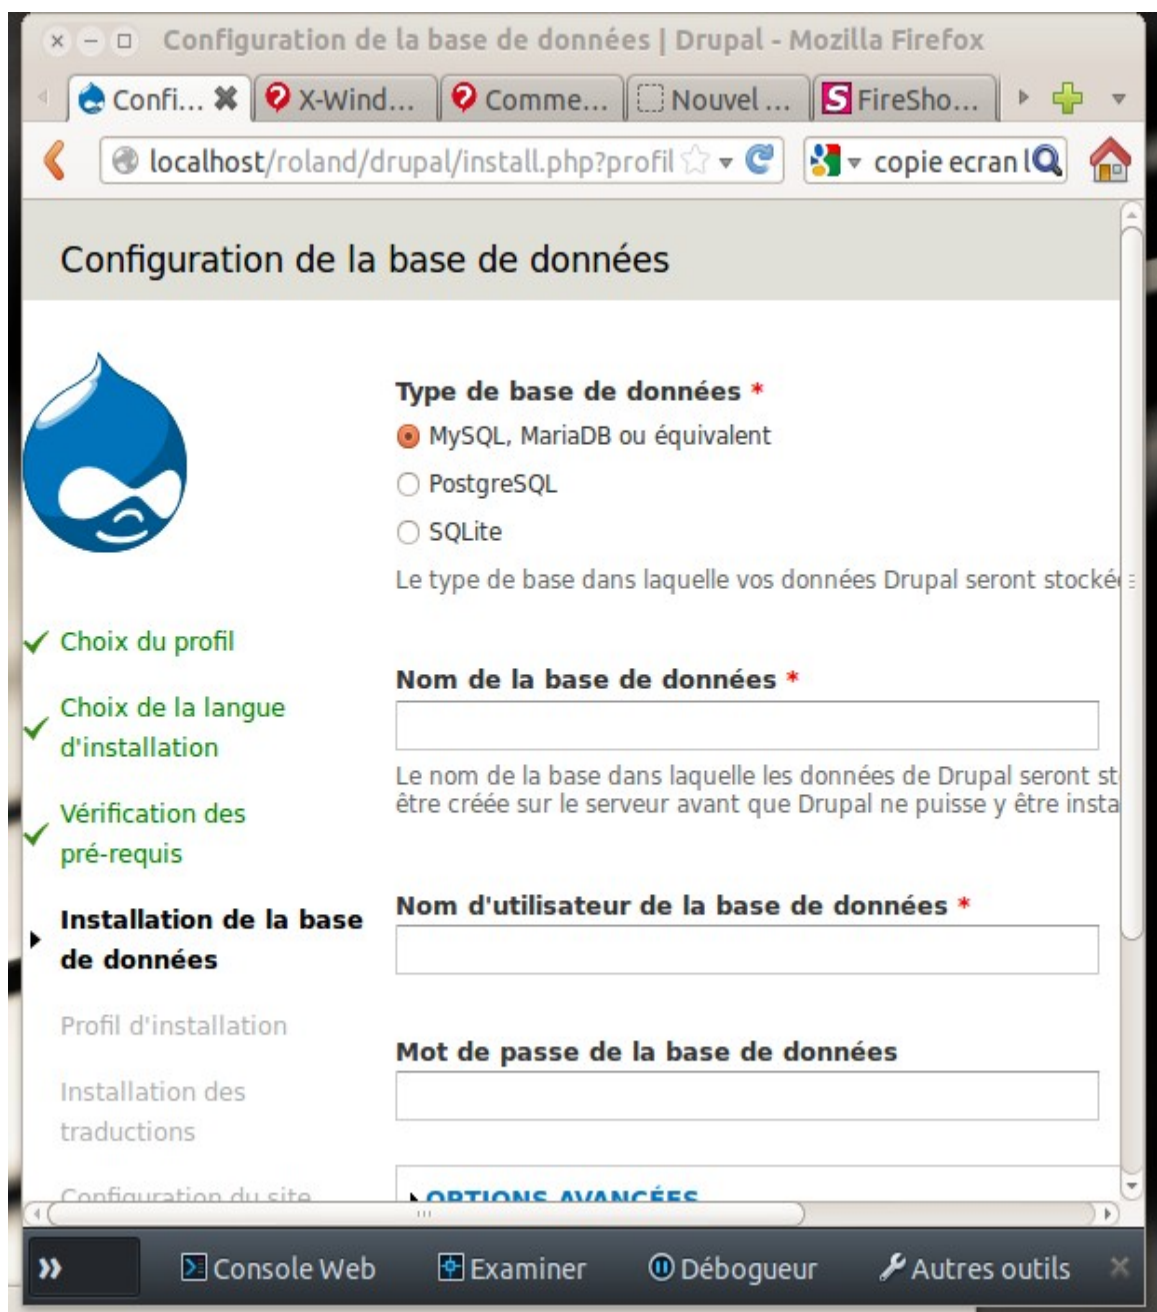 Configuration de la base de données | Drupal - Mozilla Firefox
Confi... X-Wind... Comme... Nouvel ... FireSho...
localhost/roland/drupal/install.php?profil copie ecran l
Configuration de la base de données
Type de base de données *
MySQL, MariaDB ou équivalent
PostgreSQL
SQLite
Le type de base dans laquelle vos données Drupal seront stockée
Choix du profil
Choix de la langue
d'installation
Vérification des
pré-requis
Installation de la base
de données
Profil d'installation
Installation des
traductions
Configuration du site
Nom de la base de données *
Le nom de la base dans laquelle les données de Drupal seront st
être créée sur le serveur avant que Drupal ne puisse y être insta
Nom d'utilisateur de la base de données *
Mot de passe de la base de données
OPTIONS AVANCÉES
Console Web Examiner Débogueur Autres outils